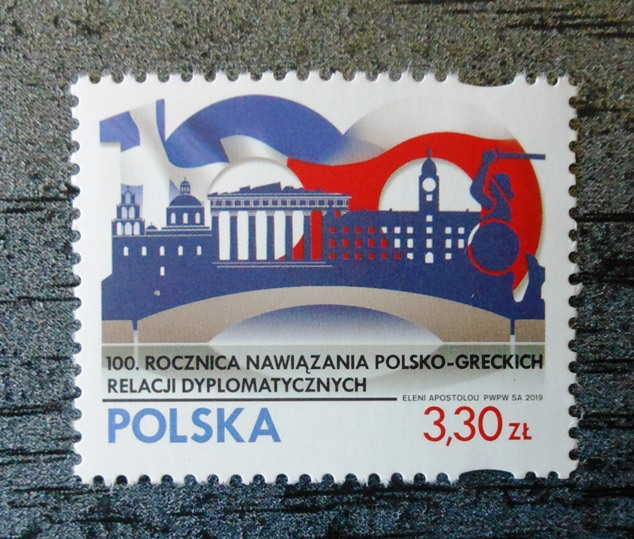 100. ROCZNICA NAWIĄZANIA POLSKO-GRECKICH
RELACJI DYPLOMATYCZNYCH
ELENI APOSTOLOU PWPW SA 2019
POLSKA
3,30 ZŁ